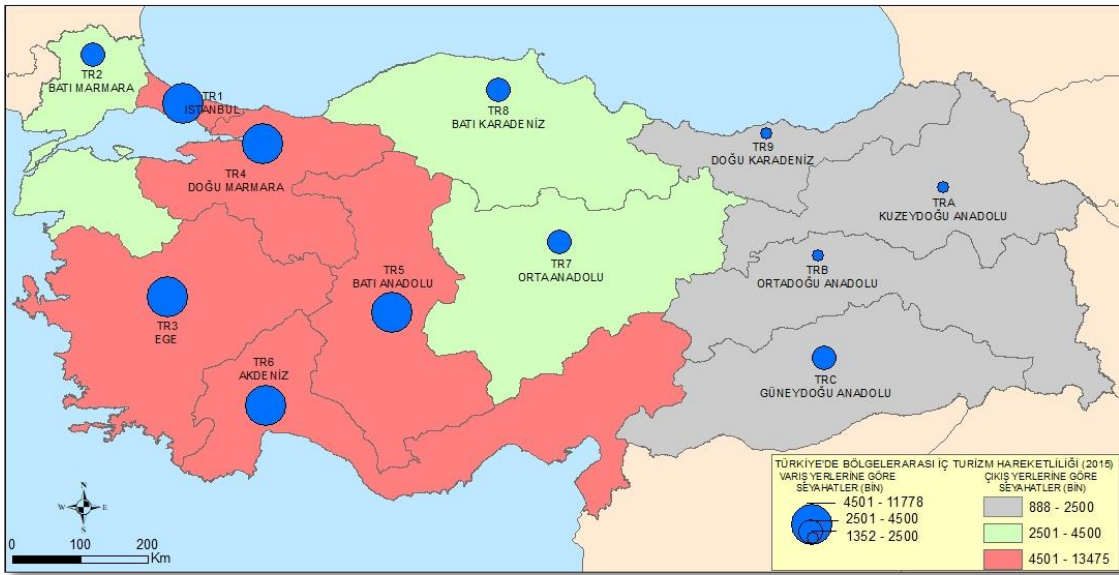 TR2
BATI MARMARA
TR1
ISTANBUL
TR8
BATI KARADENİZ
TR9
DOĞU KARADENİZ
TR4
DOĞU MARMARA
TRA
KUZEYDOĞU ANADOLU
TR7
ORTA ANADOLU
TRB
ORTADOĞU ANADOLU
TR5
BATI ANADOLU
TR3
EGE
TR6
AKDENİZ
TRC
GÜNEYDOĞU ANADOLU
N
W E
S
0 100 200
Km
TÜRKİYE'DE BÖLGELERARASI İÇ TURİZM HAREKETLİLİĞİ (2015)
VARIŞ YERLERİNE GÖRE
SEYAHATLER (BİN)
4501 - 11778
2501 - 4500
1352 - 2500
ÇIKIŞ YERLERİNE GÖRE
SEYAHATLER (BİN)
888 - 2500
2501 - 4500
4501 - 13475